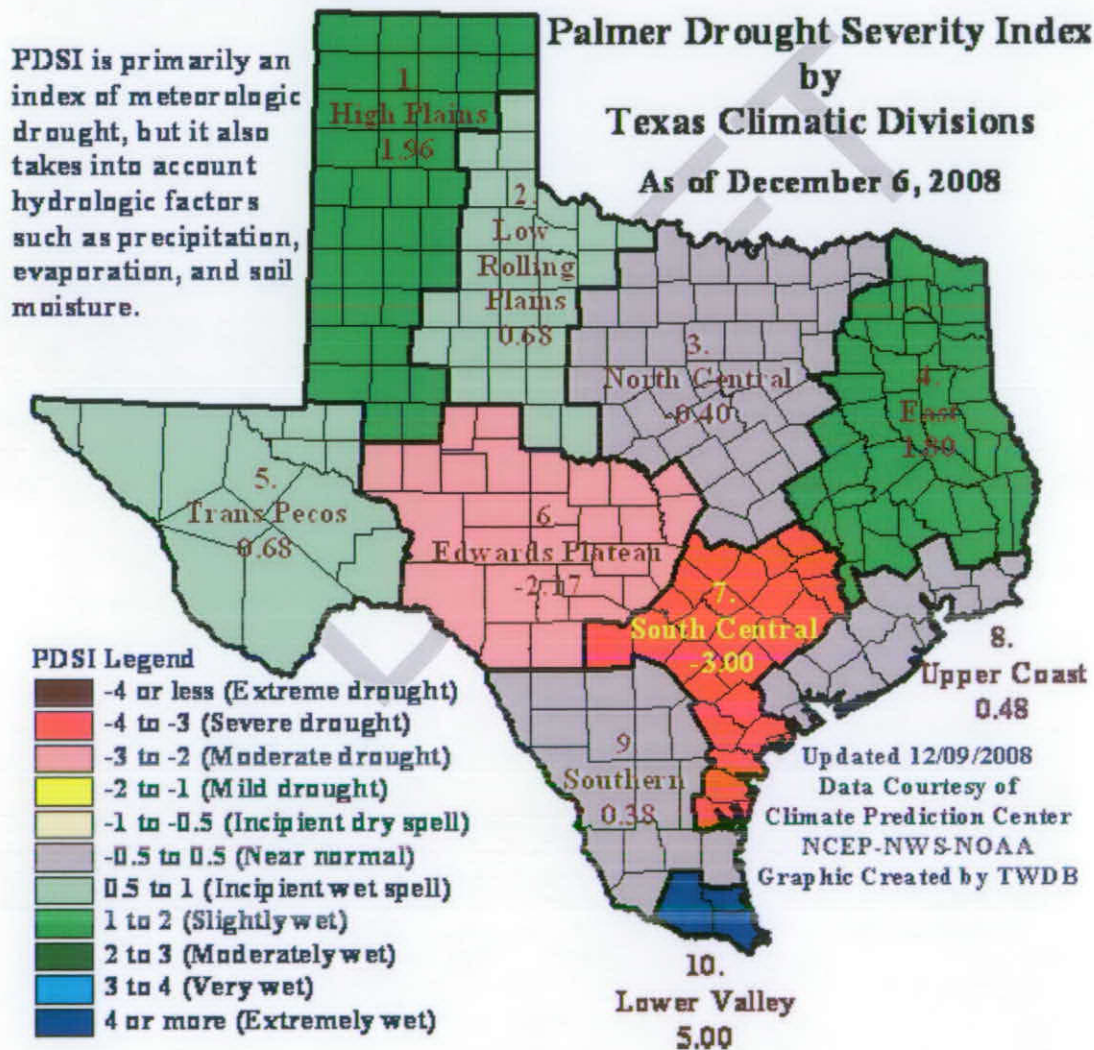 Palmer Drought Severity Index
by
Texas Climatic Divisions
As of December 6, 2008
PDSI is primarily an
index of meteorologic
drought, but it also
takes into account
hydrologic factors
such as precipitation,
evaporation, and soil
moisture.
1.
High Plains
1.96
2.
Low
Rolling
Plains
0.68
3.
North Central
-0.40
4.
East
1.80
5.
Trans Pecos
0.68
6.
Edwards Plateau
-2.17
7.
South Central
-3.00
8.
Upper Coast
0.48
9
Southern
0.38
10.
Lower Valley
5.00
PDSI Legend
-4 or less (Extreme drought)
-4 to -3 (Severe drought)
-3 to -2 (Moderate drought)
-2 to -1 (Mild drought)
-1 to -0.5 (Incipient dry spell)
-0.5 to 0.5 (Near normal)
0.5 to 1 (Incipient wet spell)
1 to 2 (Slightly wet)
2 to 3 (Moderately wet)
3 to 4 (Very wet)
4 or more (Extremely wet)
Updated 12/09/2008
Data Courtesy of
Climate Prediction Center
NCEP-NWS-NOAA
Graphic Created by TWDB